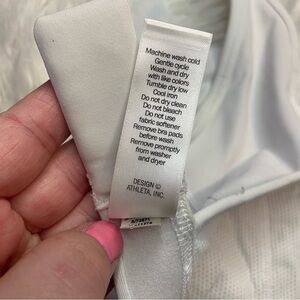 Machine wash cold
Gentle cycle
Wash and dry
with like colors
Tumble dry low
Cool iron
Do not dry clean
Do not bleach
Do not use
fabric softener
Remove bra pads
before wash
Remove promptly
from washer
and dryer
DESIGN ©
ATHLETA, INC.